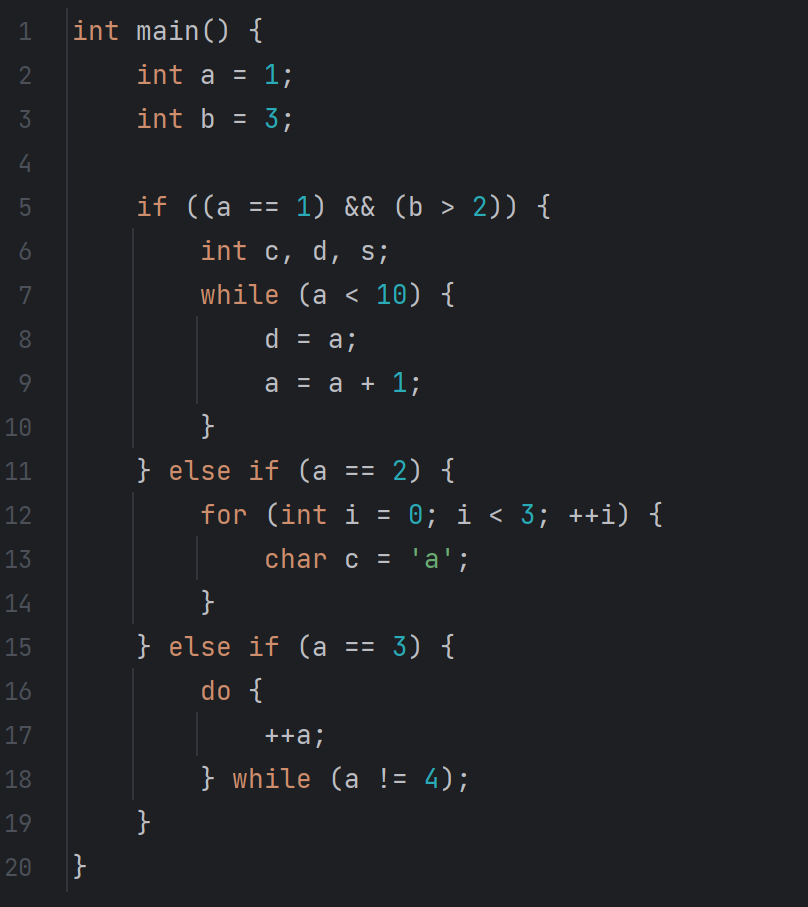 1 int main() {
2     int a = 1;
3     int b = 3;
4
5     if ((a == 1) && (b > 2)) {
6         int c, d, s;
7         while (a < 10) {
8             d = a;
9             a = a + 1;
10         }
11     } else if (a == 2) {
12         for (int i = 0; i < 3; ++i) {
13             char c = 'a';
14         }
15     } else if (a == 3) {
16         do {
17             ++a;
18         } while (a != 4);
19     }
20 }